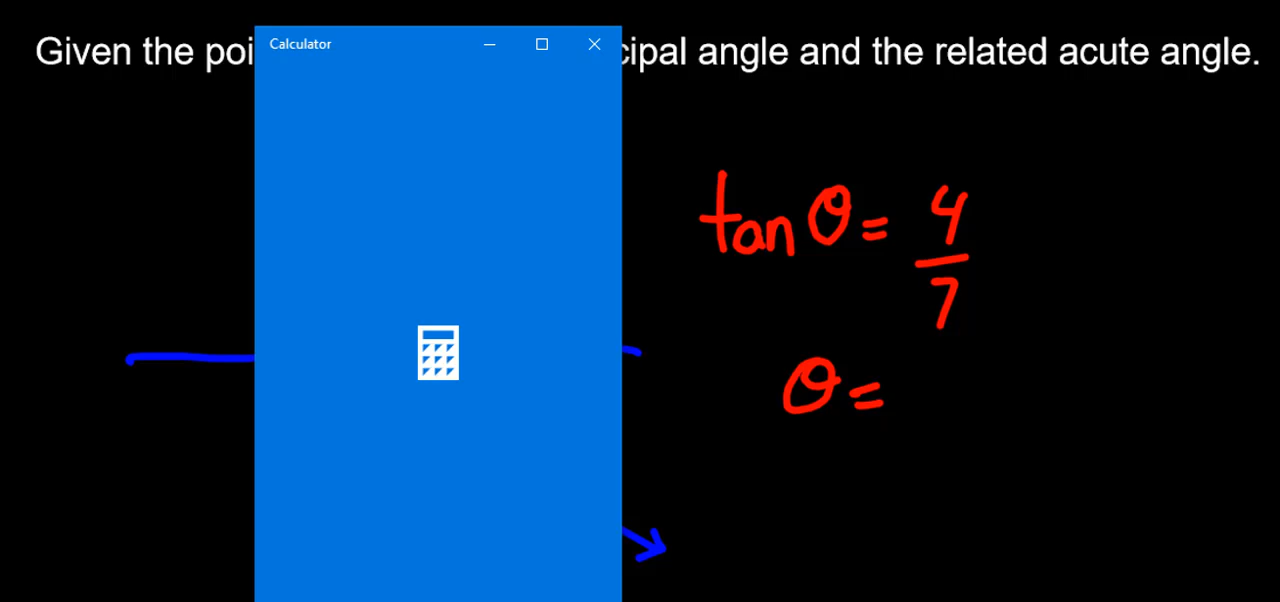 Calculator
Given the poi cipal angle and the related acute angle.
tan θ = 4/7
θ =